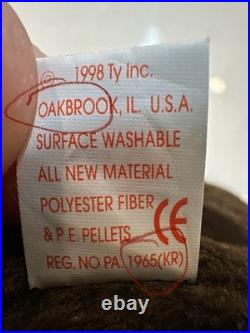 © 1998 Ty Inc.
OAKBROOK, IL. U.S.A.
SURFACE WASHABLE
ALL NEW MATERIAL
POLYESTER FIBER
& P.E. PELLETS CE
REG. NO PA. 1965(KR)